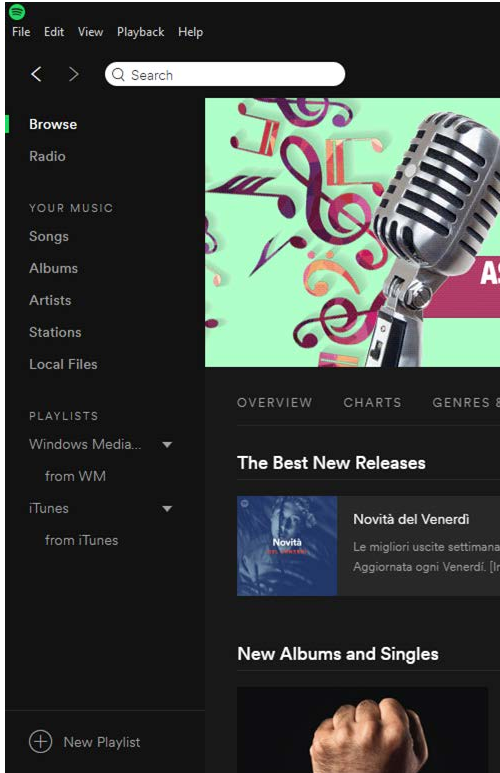 File Edit View Playback Help
Search
Browse
Radio
YOUR MUSIC
Songs
Albums
Artists
Stations
Local Files
PLAYLISTS
Windows Media...
from WM
iTunes
from iTunes
New Playlist
AS
OVERVIEW CHARTS GENRES &
The Best New Releases
Novità
Novità del Venerdì
Le migliori uscite settimana
Aggiornata ogni Venerdí. [In
New Albums and Singles